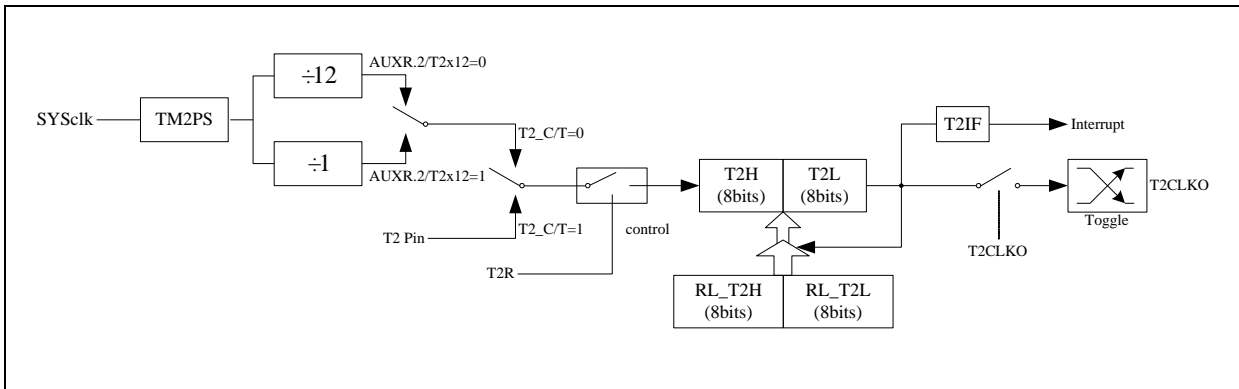 ÷12
AUXR.2/T2x12=0
SYSclk
TM2PS
T2_C/T=0
÷1
AUXR.2/T2x12=1
T2 Pin
T2_C/T=1
control
T2R
T2H
(8bits)
T2L
(8bits)
RL_T2H
(8bits)
RL_T2L
(8bits)
T2IF
Interrupt
T2CLKO
Toggle
T2CLKO